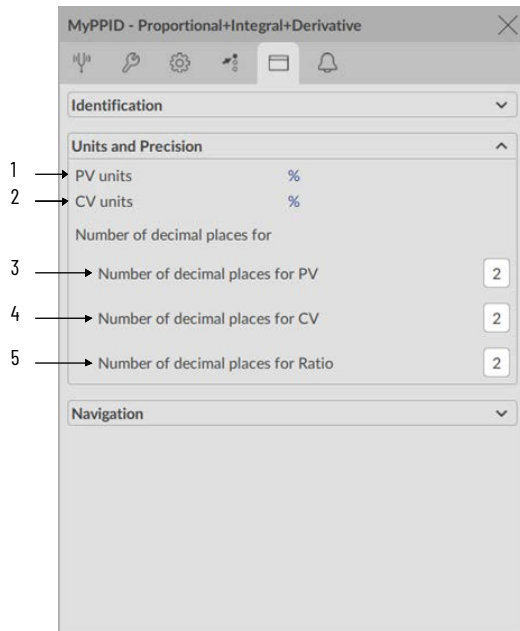 MyPPID - Proportional+Integral+Derivative
Identification
Units and Precision
1 PV units %
2 CV units %
Number of decimal places for
3 Number of decimal places for PV 2
4 Number of decimal places for CV 2
5 Number of decimal places for Ratio 2
Navigation